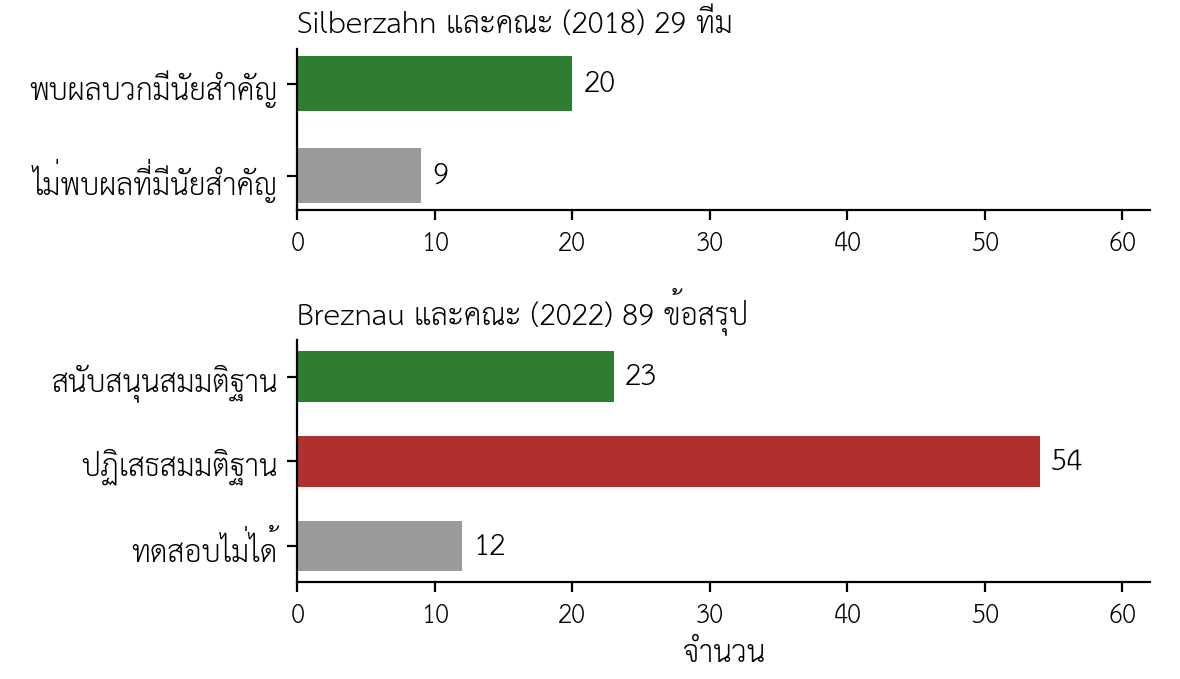 Silberzahn และคณะ (2018) 29 ทีม
พบผลบวกมีนัยสำคัญ
20
ไม่พบผลที่มีนัยสำคัญ
9
0 10 20 30 40 50 60
Breznau และคณะ (2022) 89 ข้อสรุป
สนับสนุนสมมติฐาน
23
ปฏิเสธสมมติฐาน
54
ทดสอบไม่ได้
12
0 10 20 30 40 50 60
จำนวน